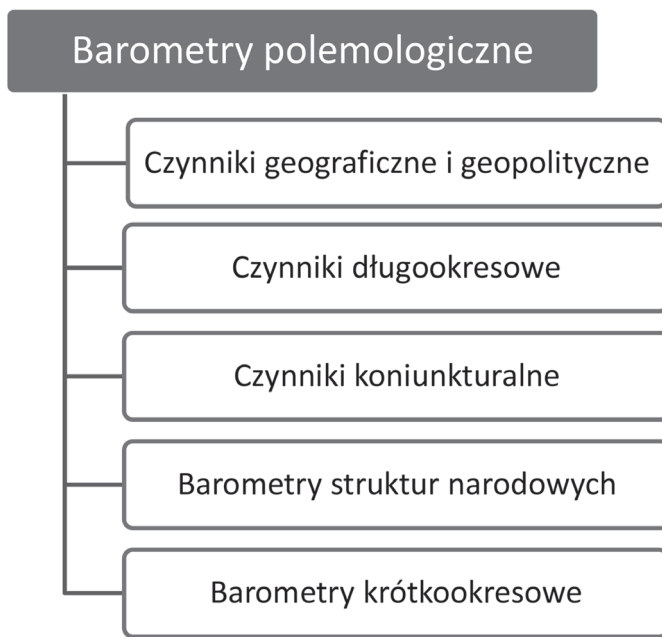 Barometry polemologiczne
Czynniki geograficzne i geopolityczne
Czynniki długookresowe
Czynniki koniunkturalne
Barometry struktur narodowych
Barometry krótkookresowe